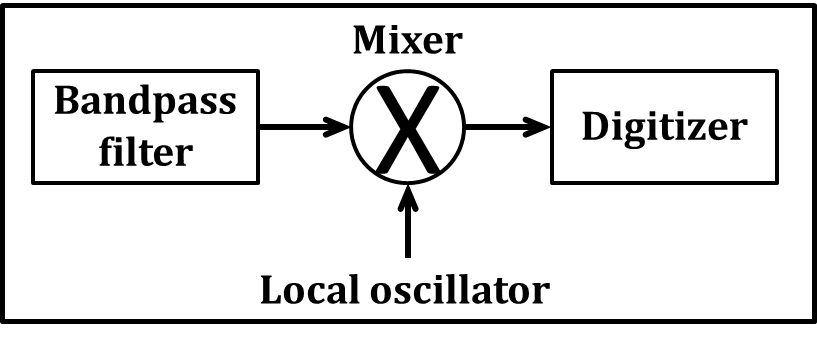 Mixer
Bandpass
filter
X
Digitizer
Local oscillator